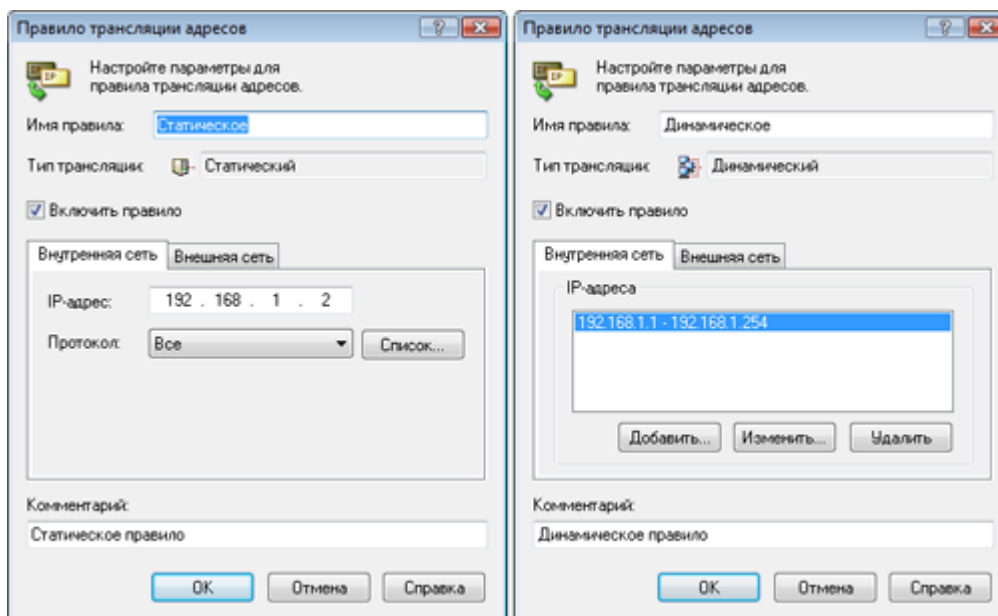 Правило трансляции адресов
Настройте параметры для
правила трансляции адресов.
Имя правила: Статическое
Тип трансляции: Статический
Включить правило
Внутренняя сеть Внешняя сеть
IP-адрес: 192 . 168 . 1 . 2
Протокол: Все Список...
Комментарий:
Статическое правило
OK Отмена Справка
Правило трансляции адресов
Настройте параметры для
правила трансляции адресов.
Имя правила: Динамическое
Тип трансляции: Динамический
Включить правило
Внутренняя сеть Внешняя сеть
IP-адреса
192.168.1.1 - 192.168.1.254
Добавить... Изменить... Удалить
Комментарий:
Динамическое правило
OK Отмена Справка